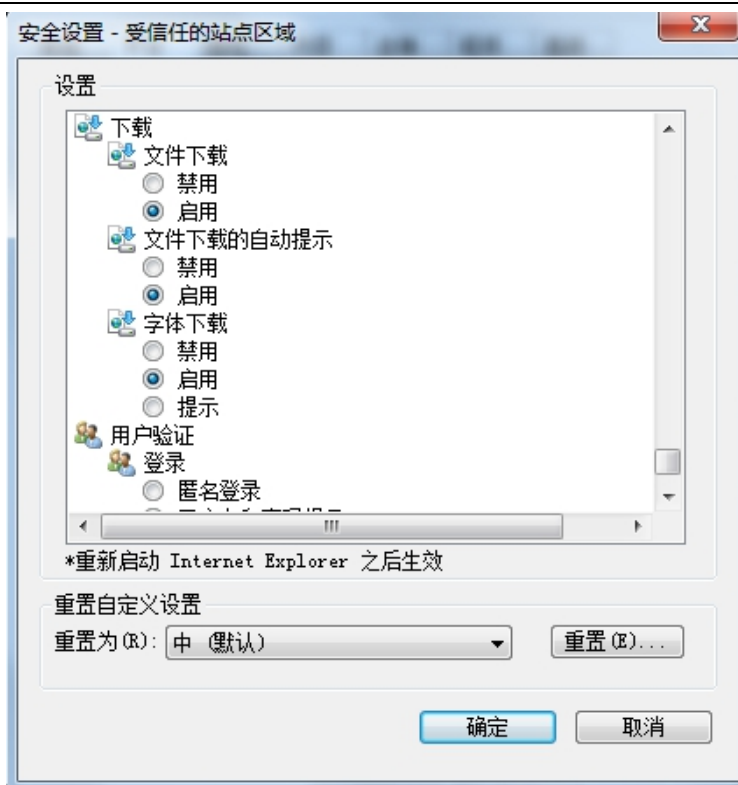 安全设置 - 受信任的站点区域
设置
下载
文件下载
禁用
启用
文件下载的自动提示
禁用
启用
字体下载
禁用
启用
提示
用户验证
登录
匿名登录
*重新启动 Internet Explorer 之后生效
重置自定义设置
重置为(R): 中 (默认) 重置(E)...
确定 取消